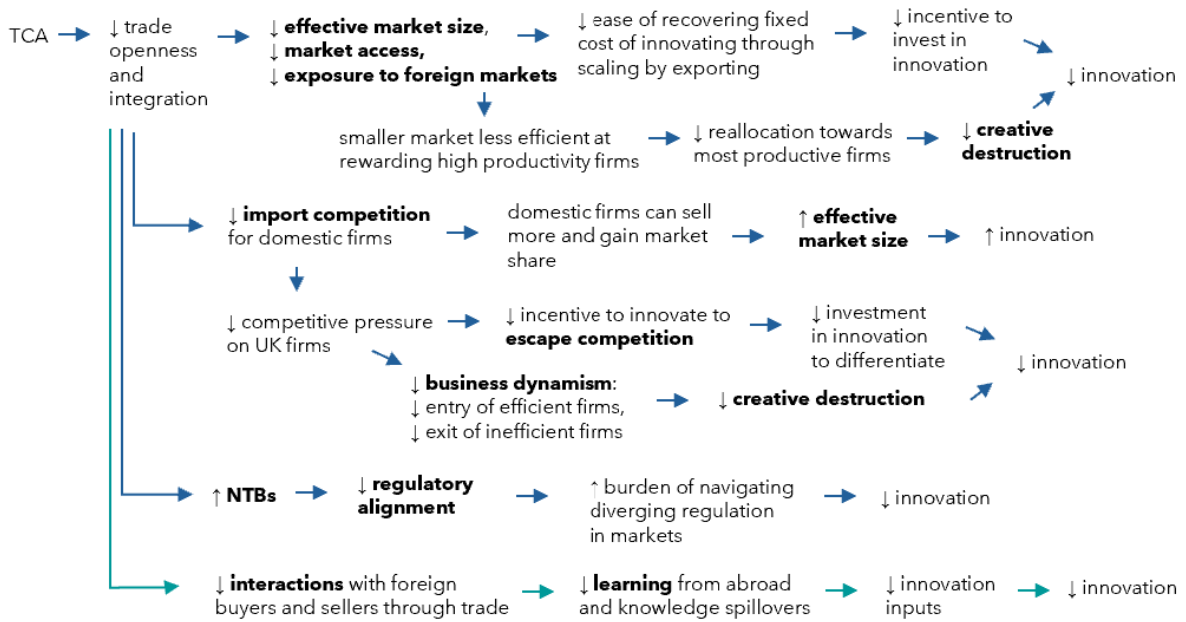 TCA
↓ trade
openness
and
integration
↓ effective market size,
↓ market access,
↓ exposure to foreign markets
↓ ease of recovering fixed
cost of innovating through
scaling by exporting
↓ incentive to
invest in
innovation
↓ innovation
smaller market less efficient at
rewarding high productivity firms
↓ reallocation towards
most productive firms
↓ creative
destruction
↓ import competition
for domestic firms
domestic firms can sell
more and gain market
share
↑ effective
market size
↑ innovation
↓ competitive pressure
on UK firms
↓ incentive to innovate to
escape competition
↓ investment
in innovation
to differentiate
↓ innovation
↓ business dynamism:
↓ entry of efficient firms,
↓ exit of inefficient firms
↓ creative destruction
↑ NTBs
↓ regulatory
alignment
↑ burden of navigating
diverging regulation
in markets
↓ innovation
↓ interactions with foreign
buyers and sellers through trade
↓ learning from abroad
and knowledge spillovers
↓ innovation
inputs
↓ innovation